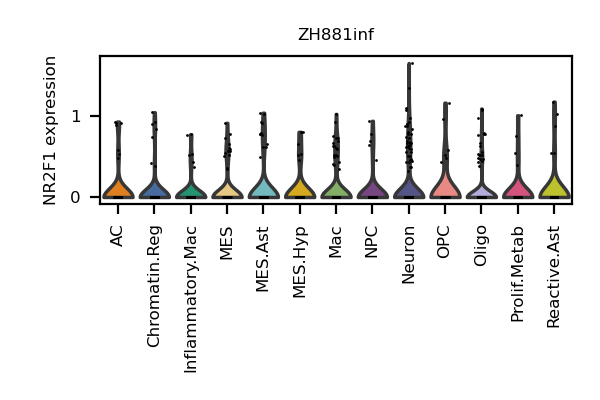 ZH881inf
NR2F1 expression
1
0
AC
Chromatin.Reg
Inflammatory.Mac
MES
MES.Ast
MES.Hyp
Mac
NPC
Neuron
OPC
Oligo
Prolif.Metab
Reactive.Ast